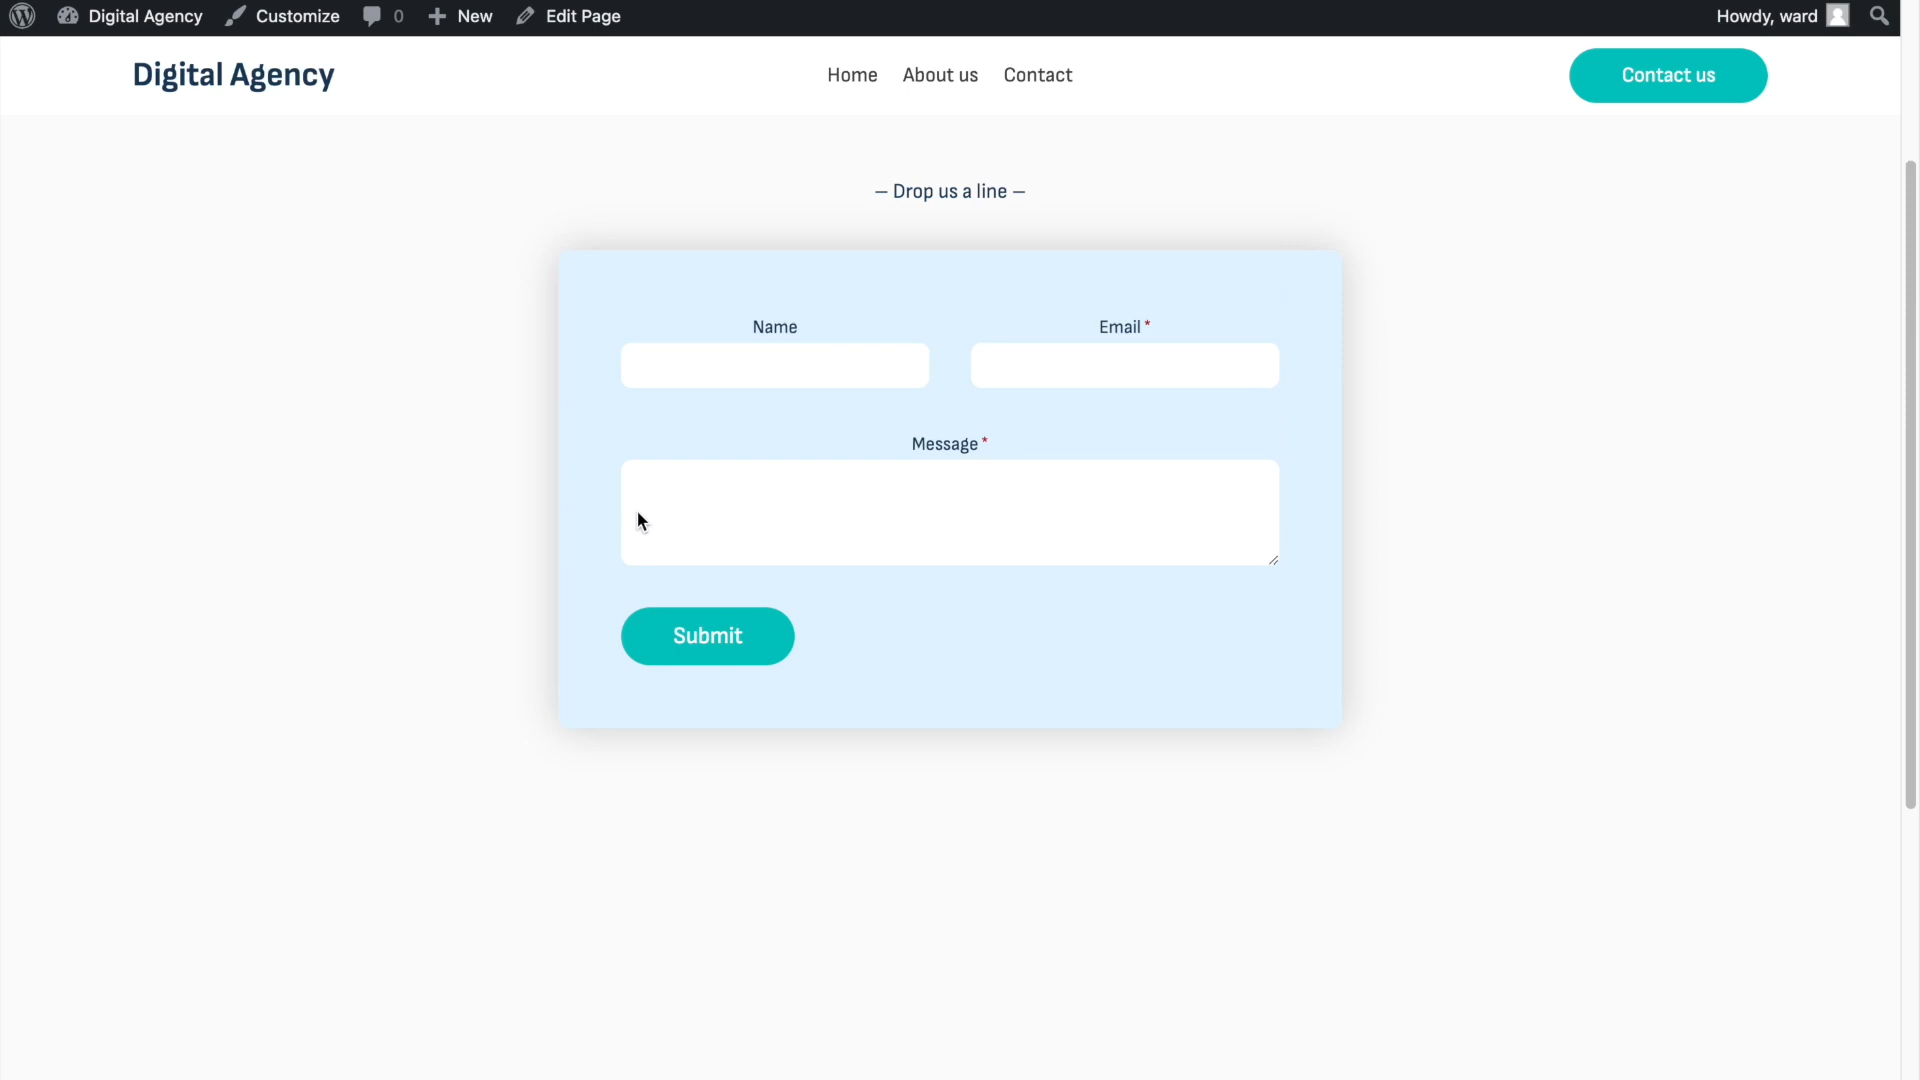 Digital Agency Customize 0 New Edit Page Howdy, ward
Digital Agency Home About us Contact Contact us
– Drop us a line –
Name Email *
Message *
Submit